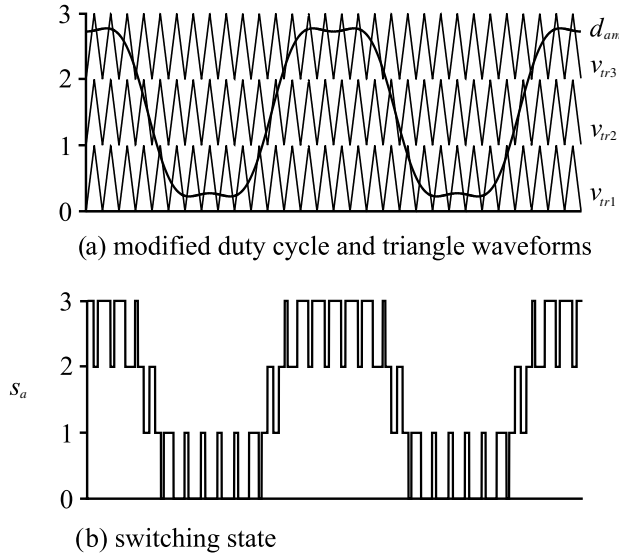 3
d_am
v_tr3
2
v_tr2
1
v_tr1
0
(a) modified duty cycle and triangle waveforms
3
2
s_a
1
0
(b) switching state